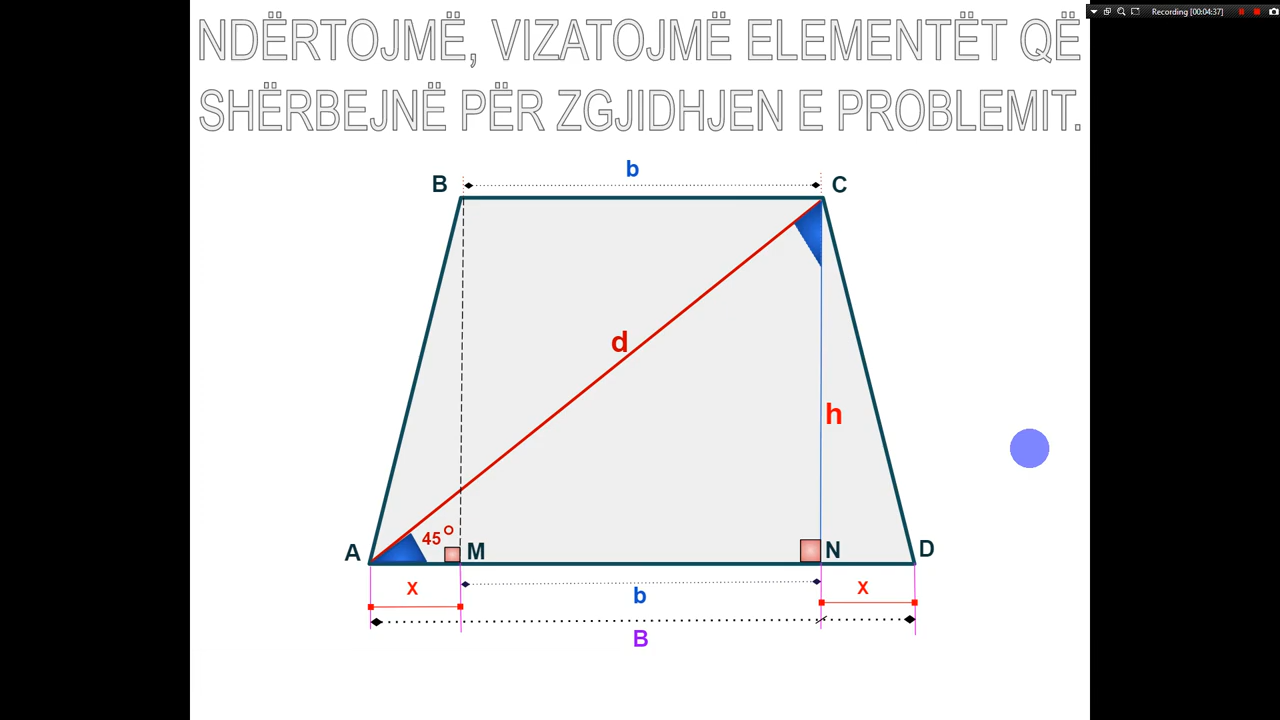 Recording [00:04:37]
NDËRTOJMË, VIZATOJMË ELEMENTËT QË
SHËRBEJNË PËR ZGJIDHJEN E PROBLEMIT.
b
B
C
d
h
45°
A
M
N
D
x
b
x
B